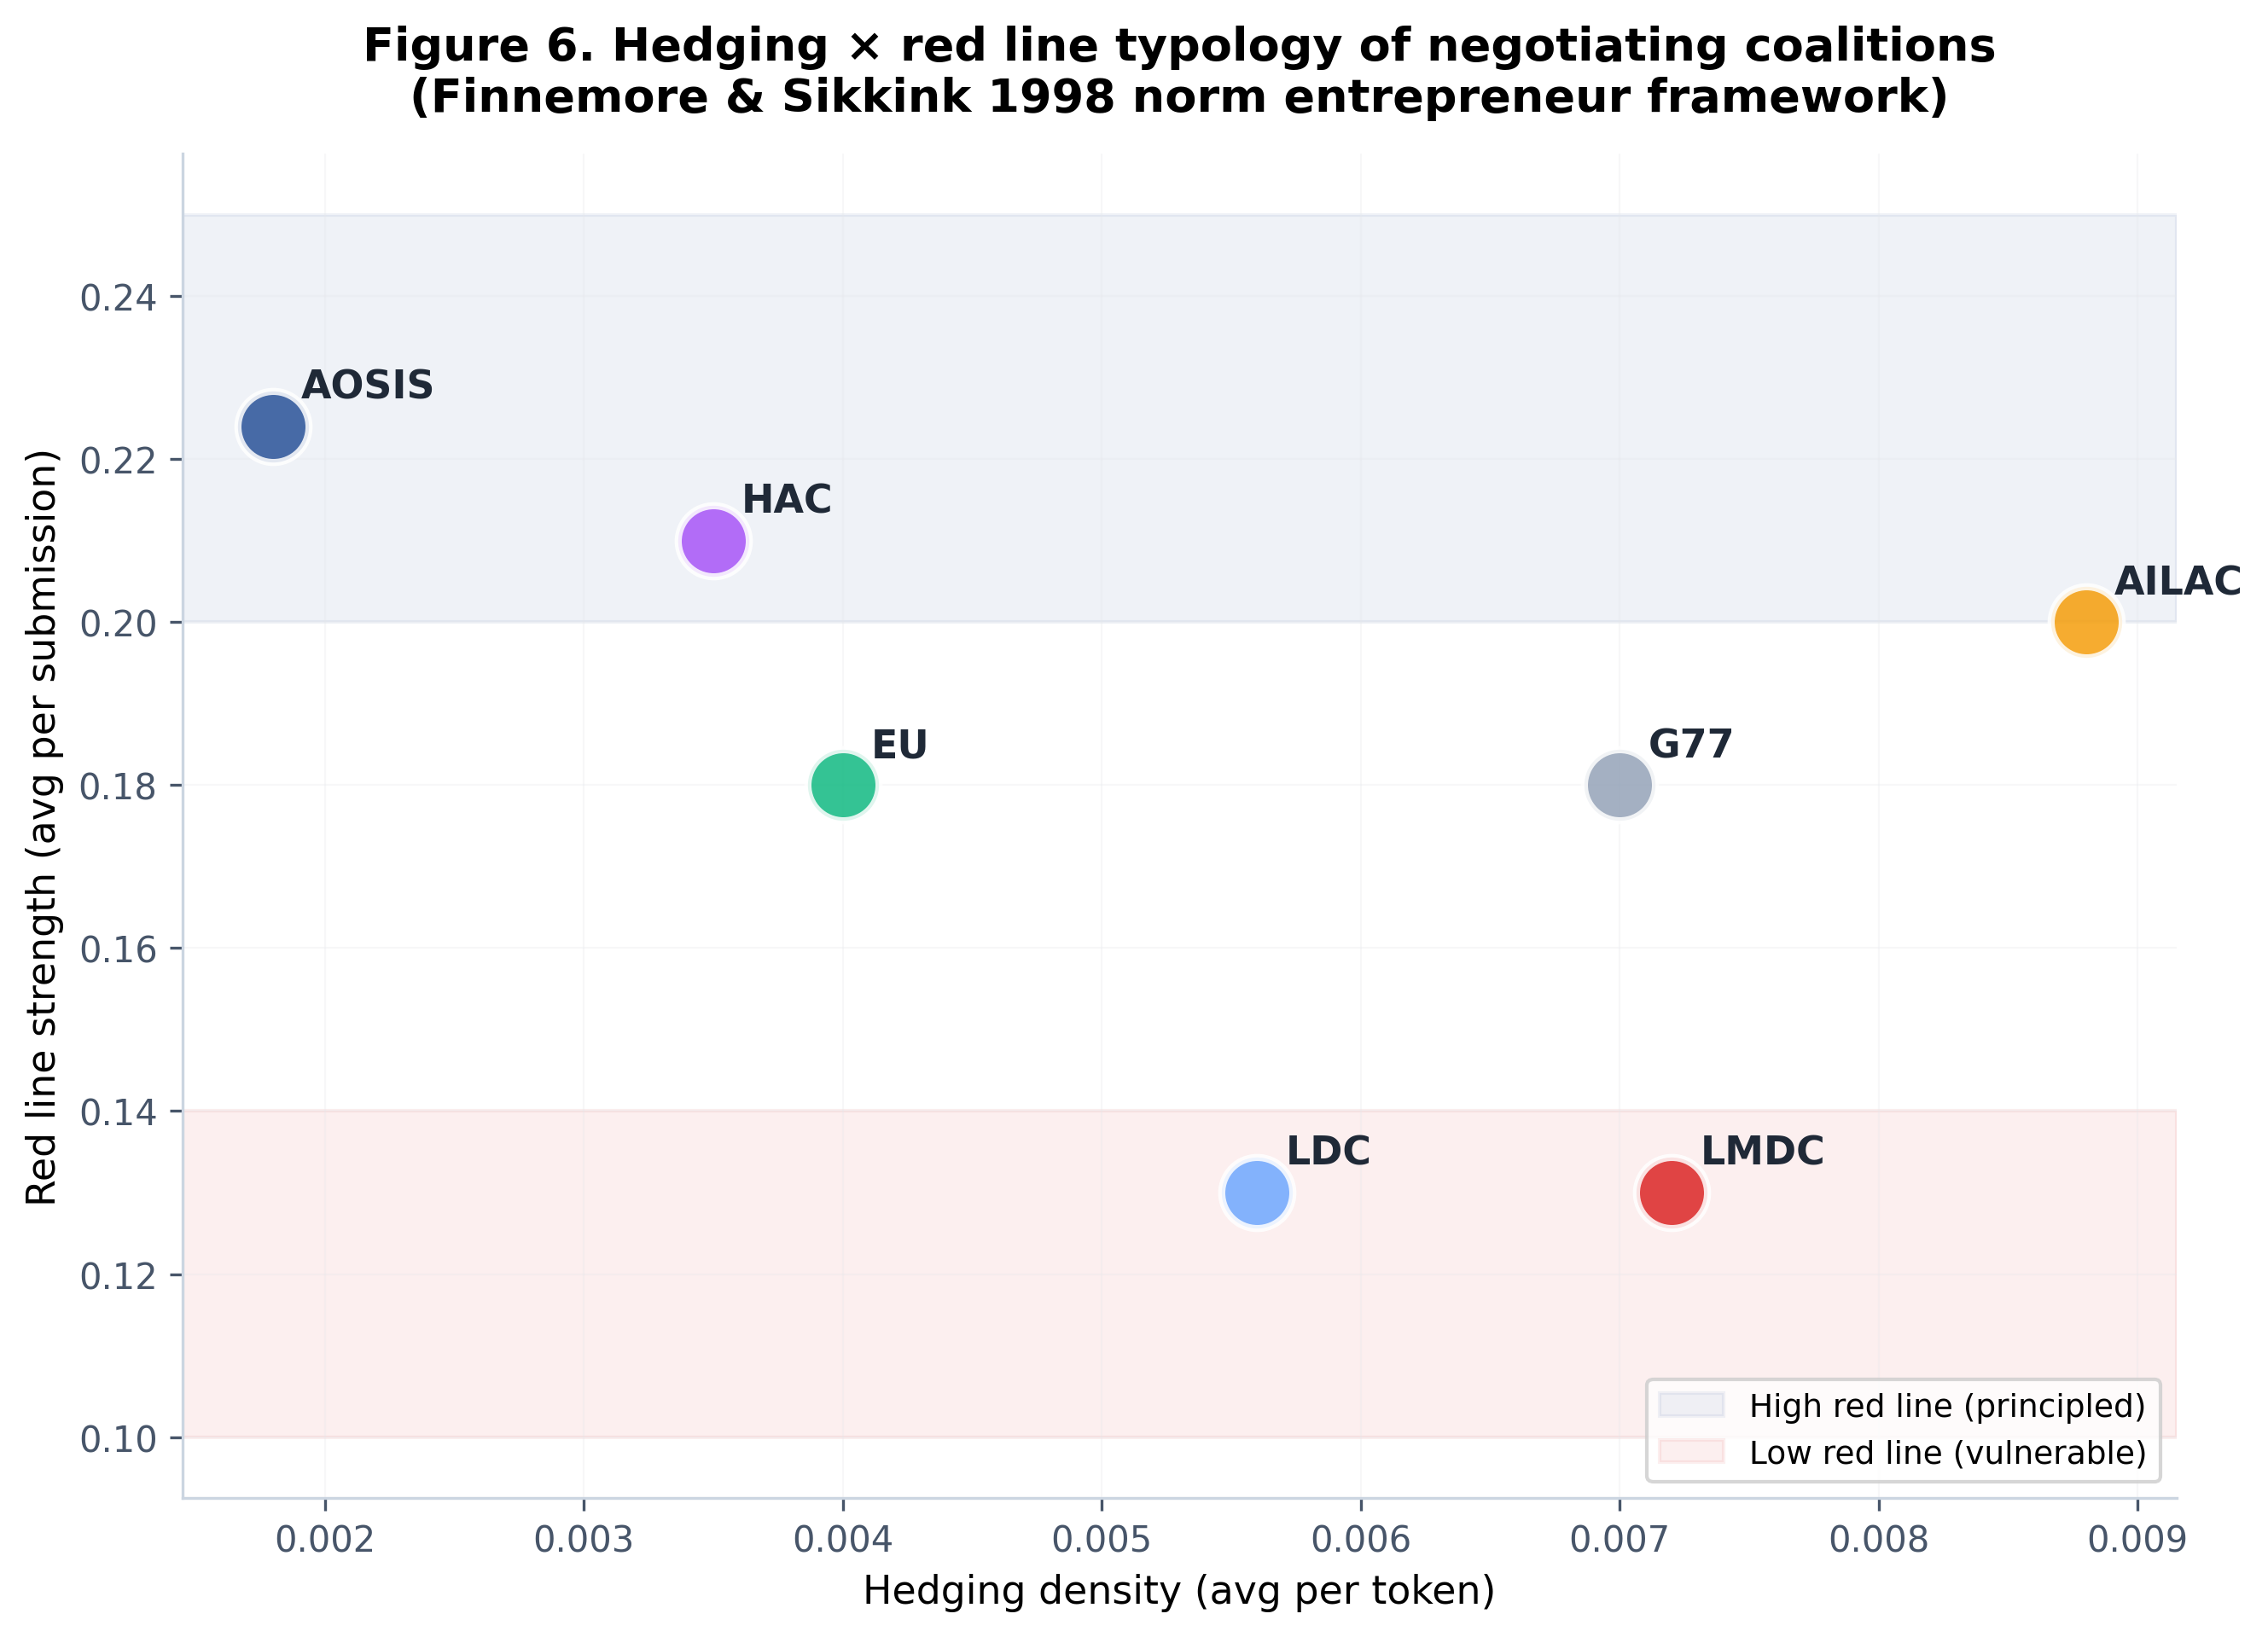 Figure 6. Hedging × red line typology of negotiating coalitions
(Finnemore & Sikkink 1998 norm entrepreneur framework)
Red line strength (avg per submission)
0.24
0.22
0.20
0.18
0.16
0.14
0.12
0.10
AOSIS
HAC
AILAC
EU
G77
LDC
LMDC
High red line (principled)
Low red line (vulnerable)
0.002
0.003
0.004
0.005
0.006
0.007
0.008
0.009
Hedging density (avg per token)